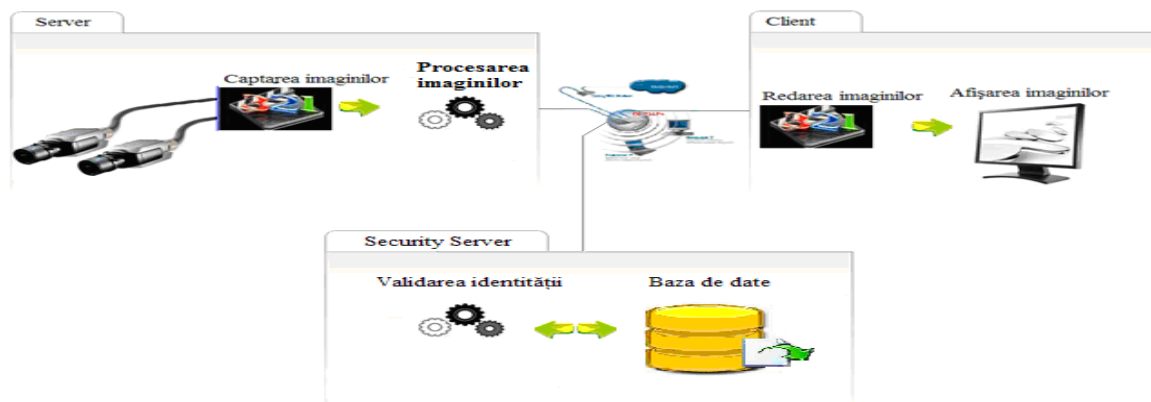 Server
Captarea imaginilor
Procesarea
imaginilor
Client
Redarea imaginilor
Afișarea imaginilor
Security Server
Validarea identității
Baza de date